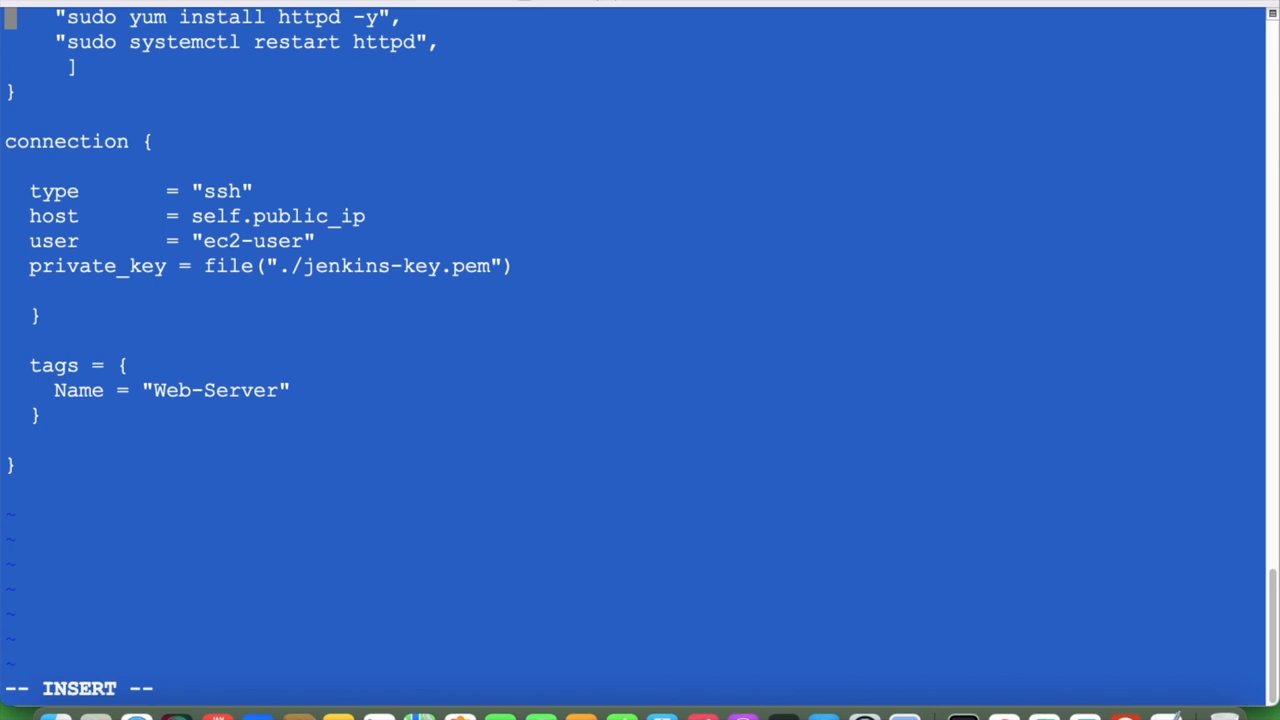 "sudo yum install httpd -y",
"sudo systemctl restart httpd",
]
}
connection {
type = "ssh"
host = self.public_ip
user = "ec2-user"
private_key = file("./jenkins-key.pem")
}
tags = {
Name = "Web-Server"
}
}
~
~
~
~
~
~
~
-- INSERT --